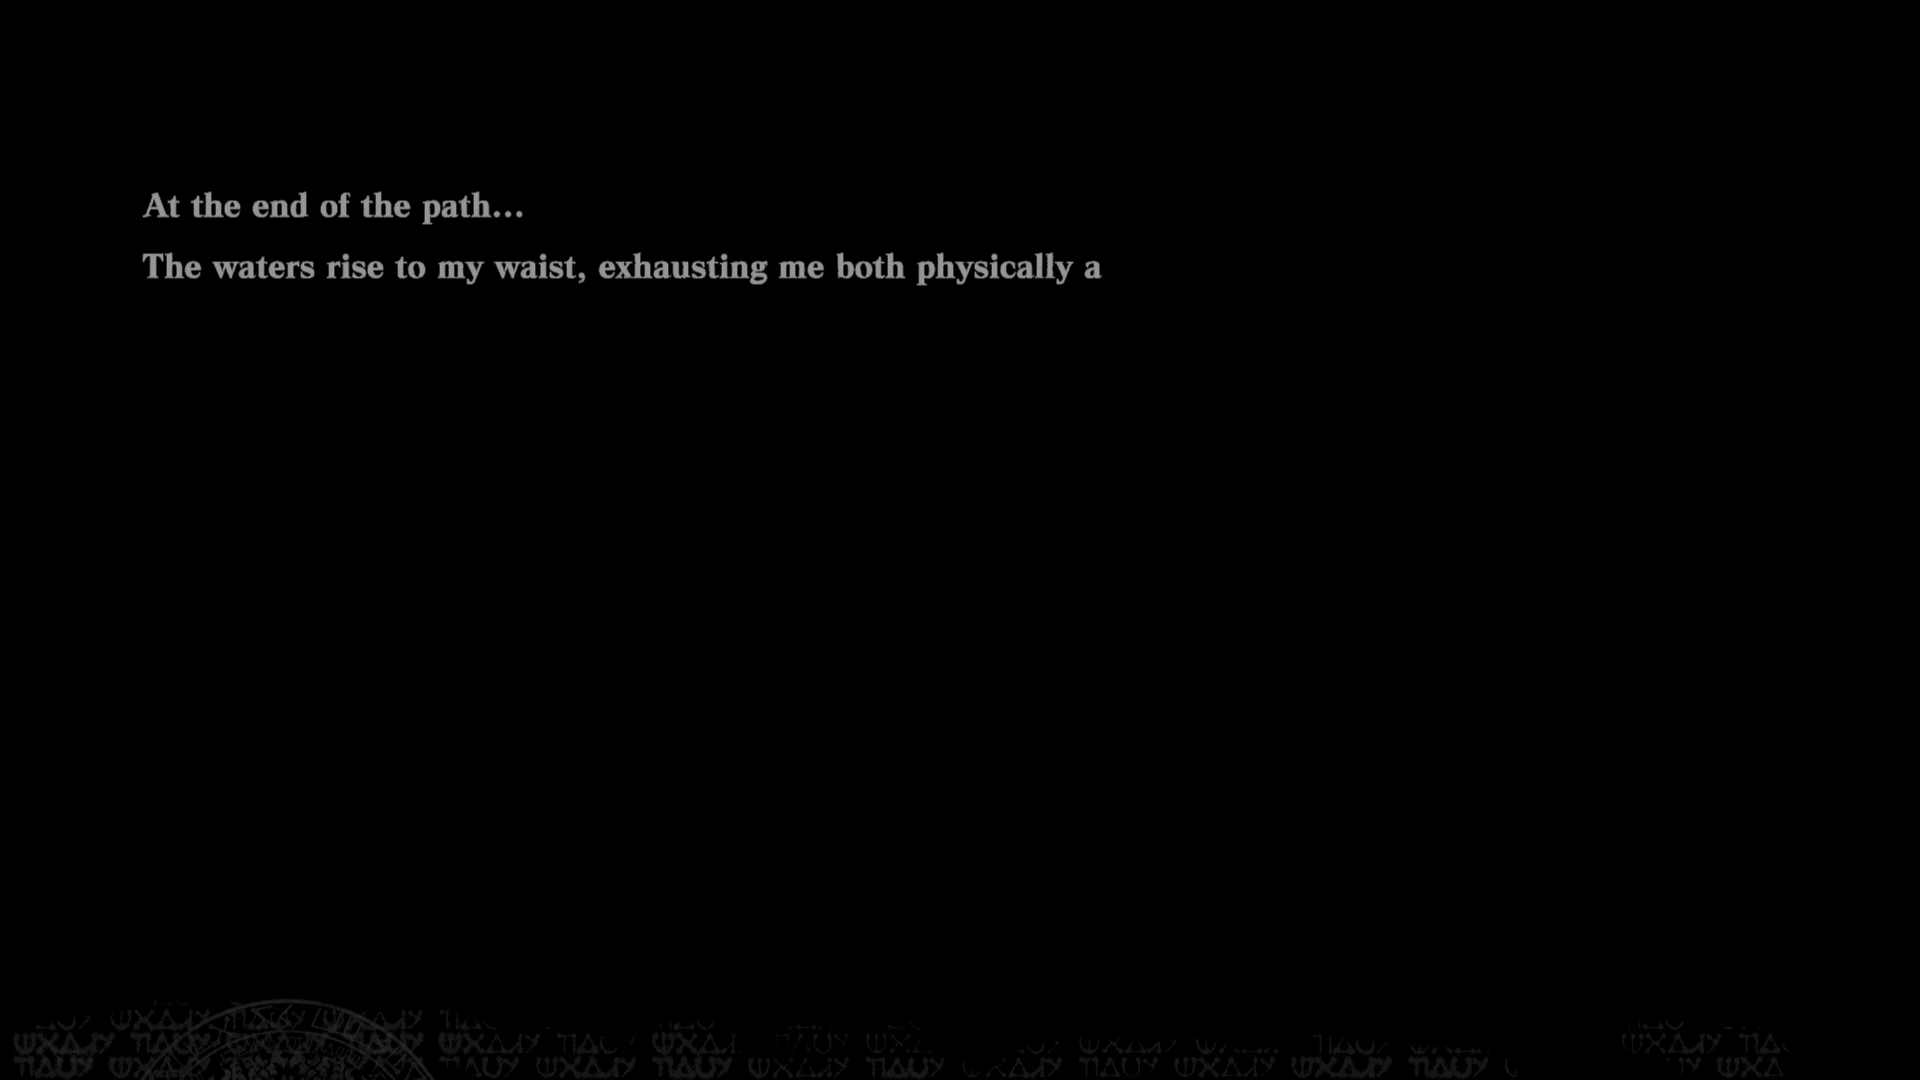 At the end of the path...
The waters rise to my waist, exhausting me both physically a